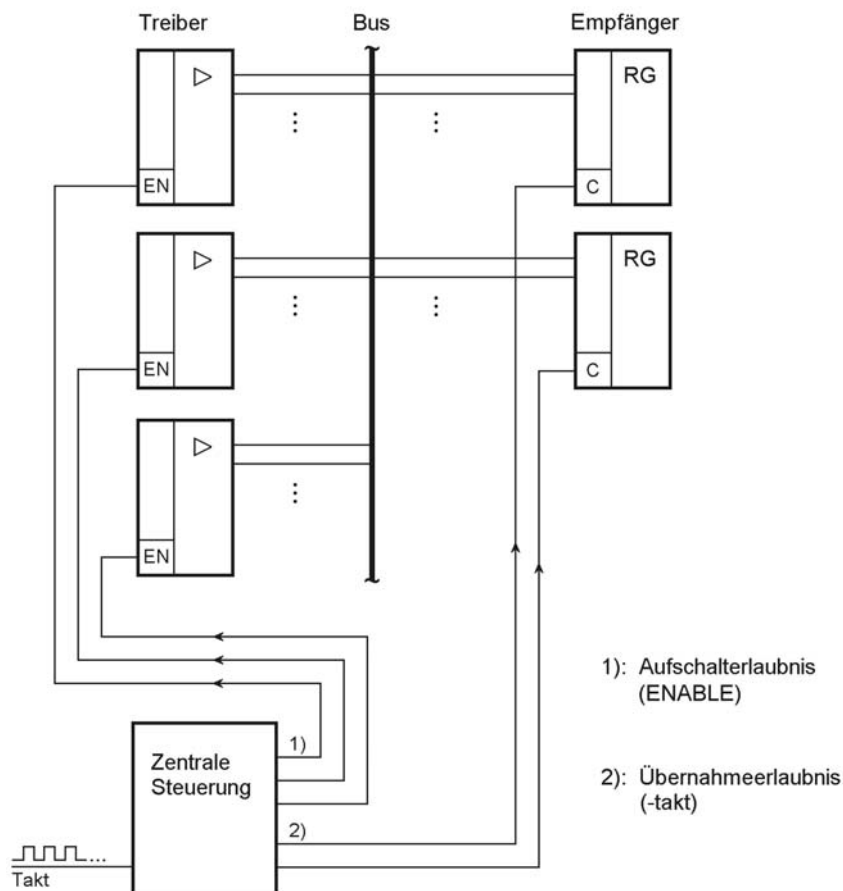 Treiber Bus Empfänger
RG
EN C
RG
EN C
EN
1): Aufschalterlaubnis
(ENABLE)
1)
Zentrale
Steuerung
2): Übernahmeerlaubnis
(-takt)
2)
...
Takt